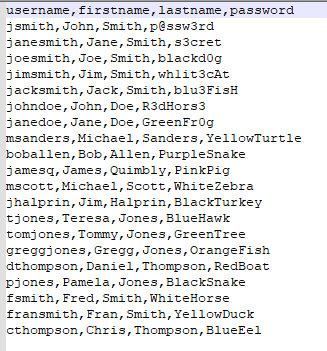 username,firstname,lastname,password
jsmith,John,Smith,p@ssw3rd
janesmith,Jane,Smith,s3cret
joesmith,Joe,Smith,blackd0g
jimsmith,Jim,Smith,wh1it3cAt
jacksmith,Jack,Smith,blu3FisH
johndoe,John,Doe,R3dHors3
janedoe,Jane,Doe,GreenFr0g
msanders,Michael,Sanders,YellowTurtle
boballen,Bob,Allen,PurpleSnake
jamesq,James,Quimbly,PinkPig
mscott,Michael,Scott,WhiteZebra
jhalprin,Jim,Halprin,BlackTurkey
tjones,Teresa,Jones,BlueHawk
tomjones,Tommy,Jones,GreenTree
greggjones,Gregg,Jones,OrangeFish
dthompson,Daniel,Thompson,RedBoat
pjones,Pamela,Jones,BlackSnake
fsmith,Fred,Smith,WhiteHorse
fransmith,Fran,Smith,YellowDuck
cthompson,Chris,Thompson,BlueEel